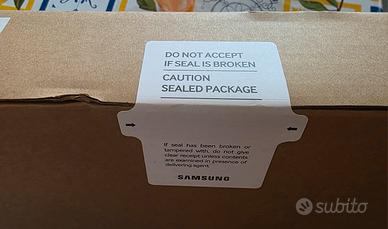 DO NOT ACCEPT
IF SEAL IS BROKEN
CAUTION
SEALED PACKAGE
If seal has been broken or
tampered with, do not give
clear receipt unless contents
are examined in presence of
delivering agent.
SAMSUNG
subito